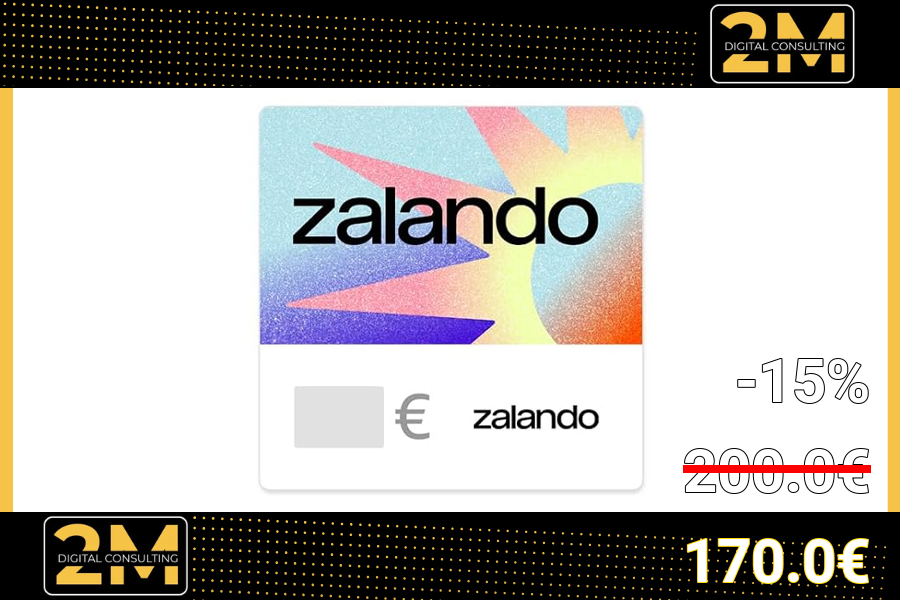 2M
DIGITAL CONSULTING
zalando
€ zalando
-15%
200.0€
2M
DIGITAL CONSULTING
170.0€